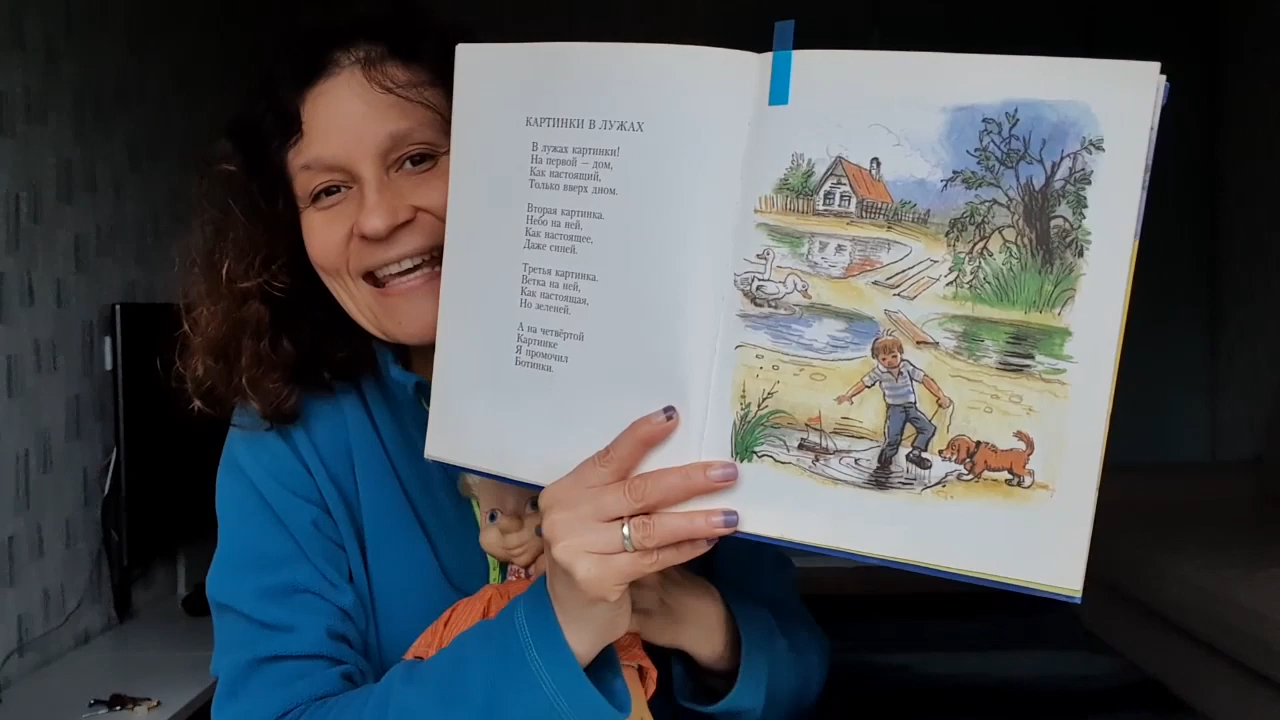 КАРТИНКИ В ЛУЖАХ
В лужах картинки!
На первой — дом,
Как настоящий,
Только вверх дном.
Вторая картинка.
Небо на ней,
Как настоящее,
Даже синей.
Третья картинка.
Ветка на ней,
Как настоящая,
Но зеленей.
А на четвёртой
Картинке
Я промочил
Ботинки.